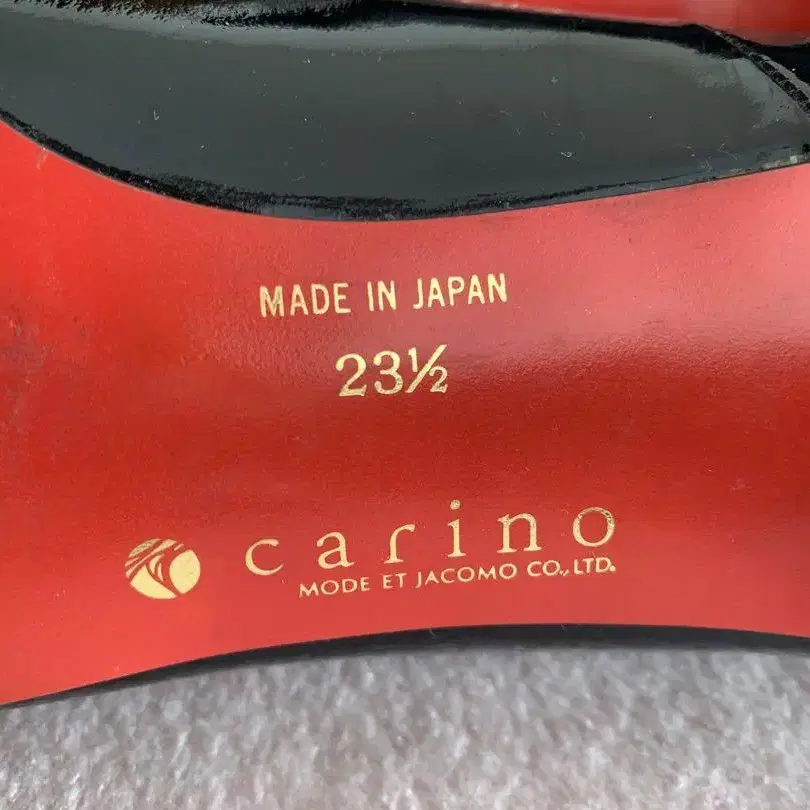 MADE IN JAPAN
23½
carino
MODE ET JACOMO CO., LTD.